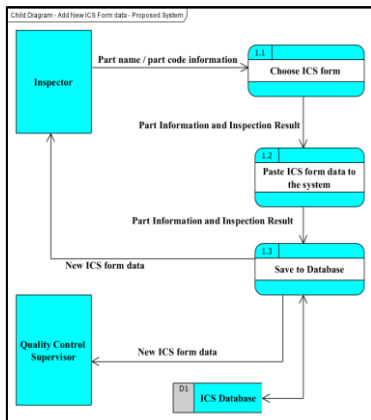 Child Diagram - Add New ICS Form data - Proposed System
Part name / part code information
1.1
Inspector
Choose ICS form
Part Information and Inspection Result
1.2
Paste ICS form data to
the system
Part Information and Inspection Result
1.3
New ICS form data
Save to Database
Quality Control
Supervisor
New ICS form data
D1
ICS Database